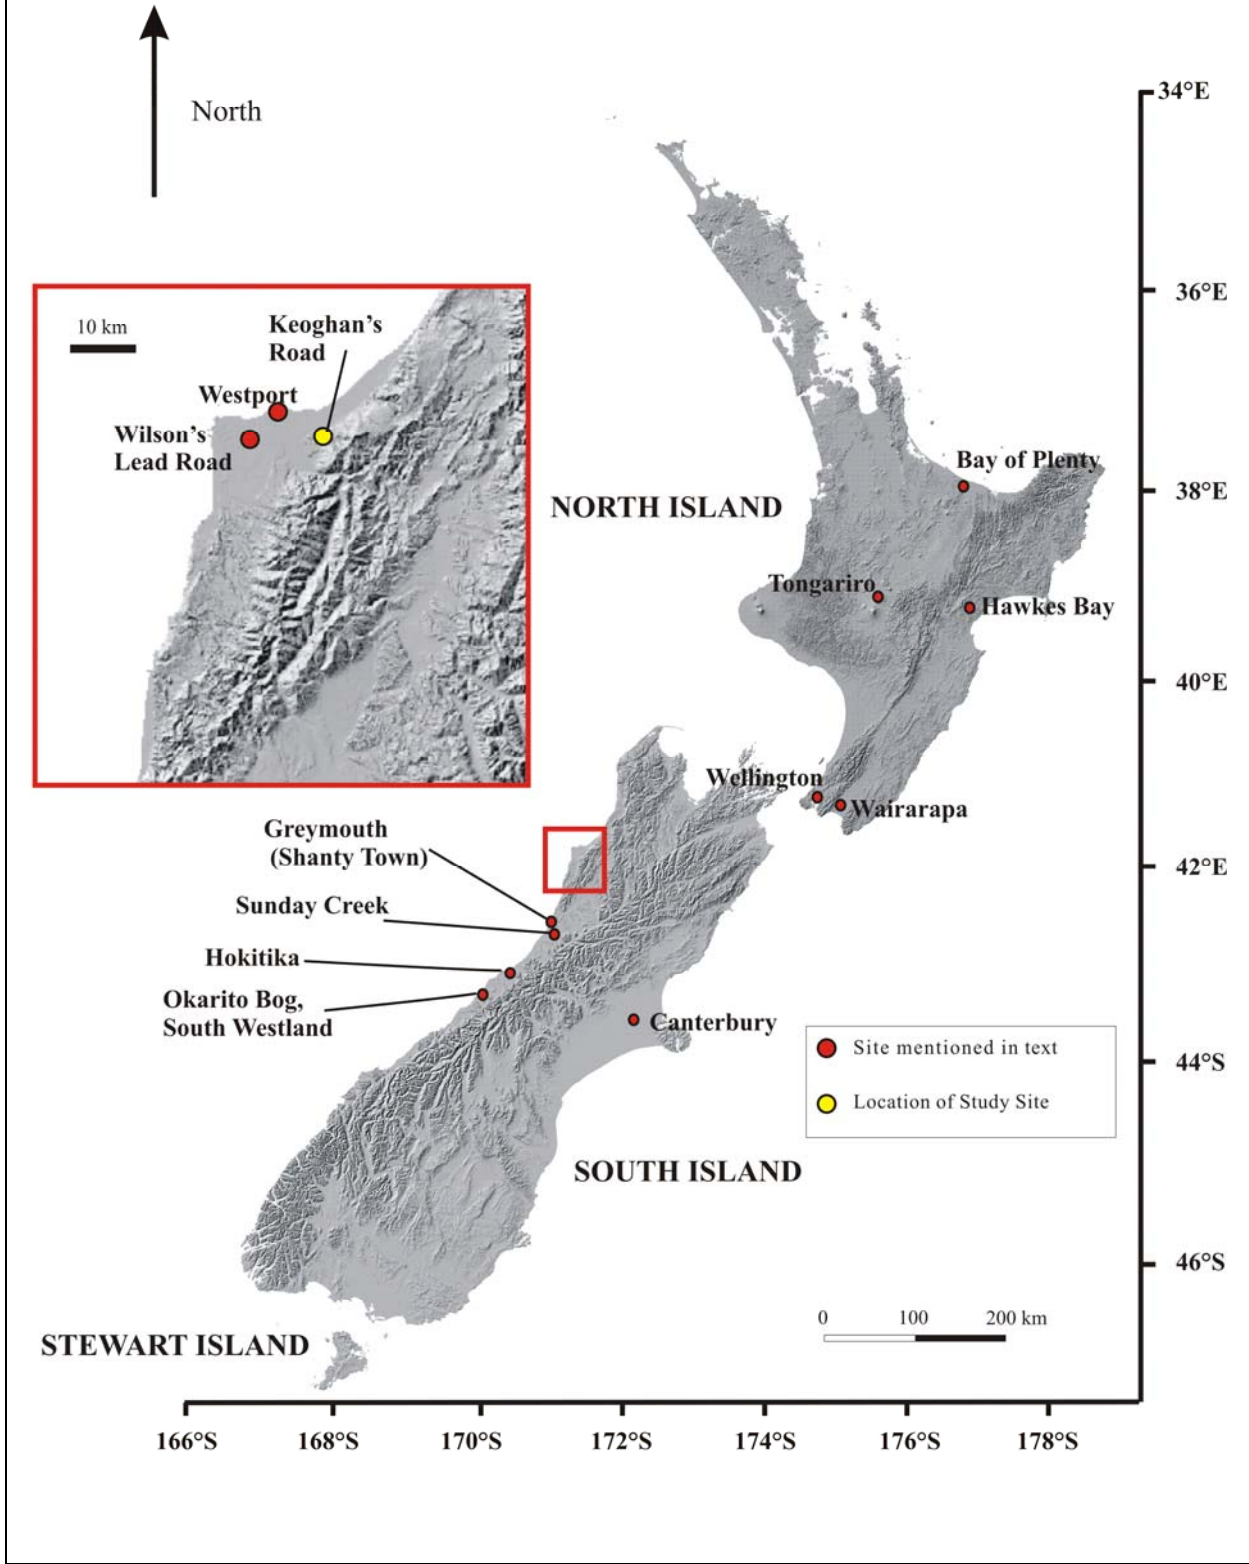 North
34°E
36°E
38°E
40°E
42°E
44°S
46°S
10 km
Keoghan's
Road
Westport
Wilson's
Lead Road
NORTH ISLAND
Bay of Plenty
Tongariro
Hawkes Bay
Wellington
Wairarapa
Greymouth
(Shanty Town)
Sunday Creek
Hokitika
Okarito Bog,
South Westland
Canterbury
Site mentioned in text
Location of Study Site
SOUTH ISLAND
STEWART ISLAND
0 100 200 km
166°S 168°S 170°S 172°S 174°S 176°S 178°S